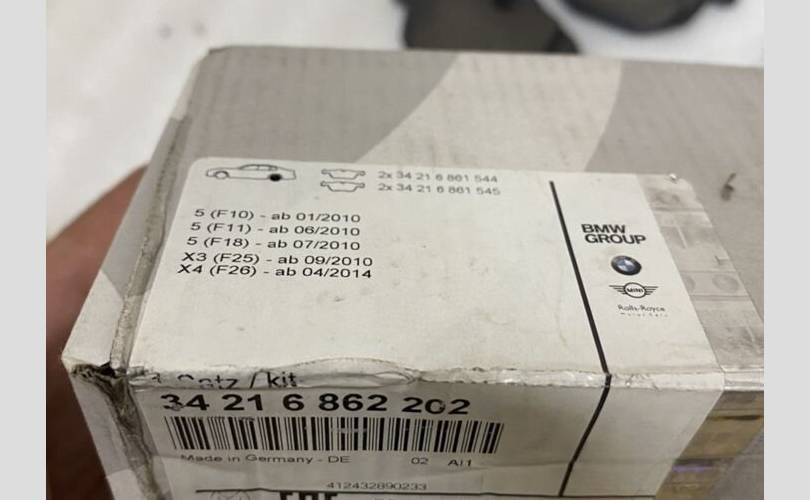 2x 34 21 6 861 544
2x 34 21 6 861 545
5 (F10) - ab 01/2010
5 (F11) - ab 06/2010
5 (F18) - ab 07/2010
X3 (F25) - ab 09/2010
X4 (F26) - ab 04/2014
BMW
GROUP
MINI
Rolls-Royce
Satz / kit
34 21 6 862 202
Made in Germany - DE 02 AI1
412432890233